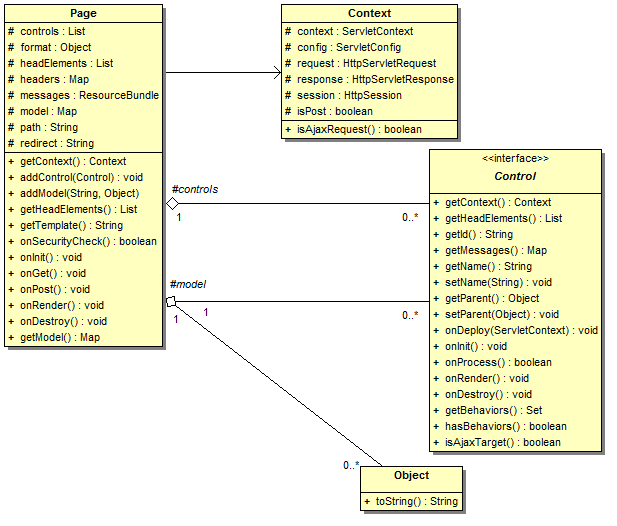 Page
# controls : List
# format : Object
# headElements : List
# headers : Map
# messages : ResourceBundle
# model : Map
# path : String
# redirect : String
+ getContext() : Context
+ addControl(Control) : void
+ addModel(String, Object)
+ getHeadElements() : List
+ getTemplate() : String
+ onSecurityCheck() : boolean
+ onInit() : void
+ onGet() : void
+ onPost() : void
+ onRender() : void
+ onDestroy() : void
+ getModel() : Map
Context
# context : ServletContext
# config : ServletConfig
# request : HttpServletRequest
# response : HttpServletResponse
# session : HttpSession
# isPost : boolean
+ isAjaxRequest() : boolean
#controls
1
0..*
#model
1
1
0..*
0..*
<<interface>>
Control
+ getContext() : Context
+ getHeadElements() : List
+ getId() : String
+ getMessages() : Map
+ getName() : String
+ setName(String) : void
+ getParent() : Object
+ setParent(Object) : void
+ onDeploy(ServletContext) : void
+ onInit() : void
+ onProcess() : boolean
+ onRender() : void
+ onDestroy() : void
+ getBehaviors() : Set
+ hasBehaviors() : boolean
+ isAjaxTarget() : boolean
Object
+ toString() : String